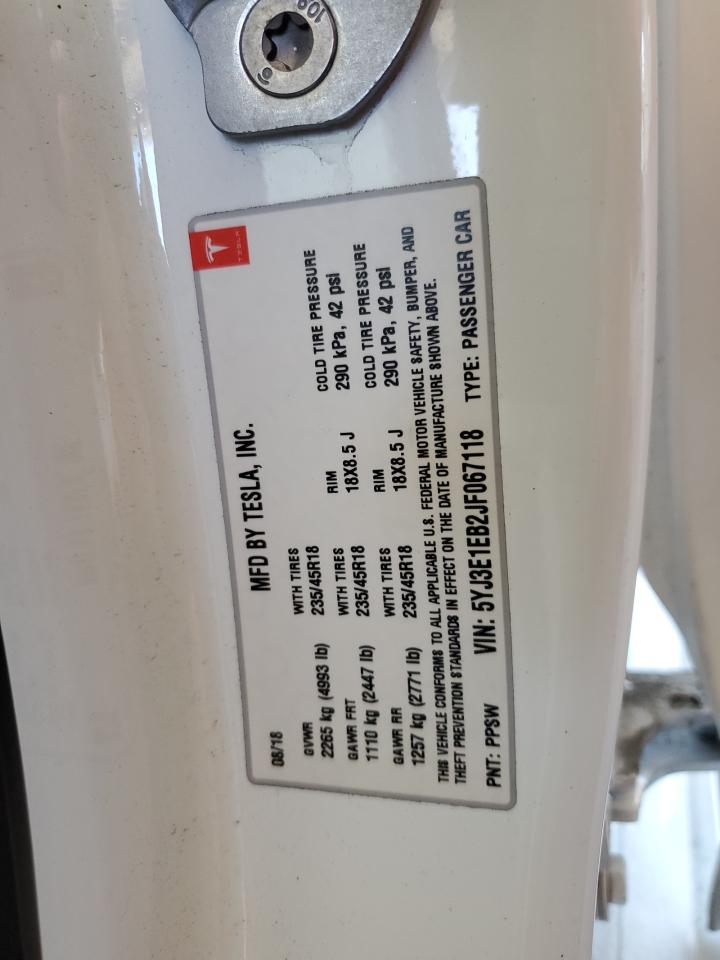 TESLA
MFD BY TESLA, INC.
08/18
GVWR WITH TIRES COLD TIRE PRESSURE
2265 kg (4993 lb) 235/45R18 RIM 290 kPa, 42 psi
GAWR FRT WITH TIRES 18X8.5 J COLD TIRE PRESSURE
1110 kg (2447 lb) 235/45R18 RIM 290 kPa, 42 psi
GAWR RR WITH TIRES 18X8.5 J
1257 kg (2771 lb) 235/45R18
THIS VEHICLE CONFORMS TO ALL APPLICABLE U.S. FEDERAL MOTOR VEHICLE SAFETY, BUMPER, AND
THEFT PREVENTION STANDARDS IN EFFECT ON THE DATE OF MANUFACTURE SHOWN ABOVE.
PNT: PPSW VIN: 5YJ3E1EB2JF067118 TYPE: PASSENGER CAR